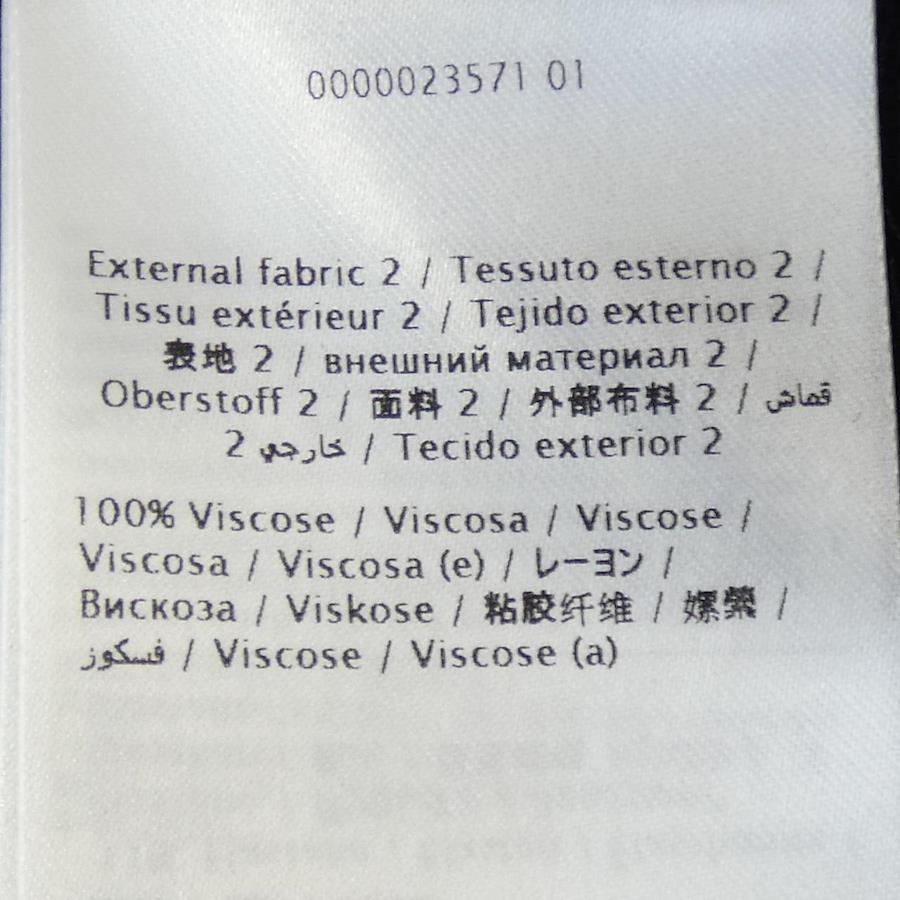 0000023571 01
External fabric 2 / Tessuto esterno 2 /
Tissu extérieur 2 / Tejido exterior 2 /
表地 2 / внешний материал 2 /
Oberstoff 2 / 面料 2 / 外部布料 2 / قماش
خارجي 2 / Tecido exterior 2
100% Viscose / Viscosa / Viscose /
Viscosa / Viscosa (e) / レーヨン /
Вискоза / Viskose / 粘胶纤维 / 嫘縈 /
فسكوز / Viscose / Viscose (a)